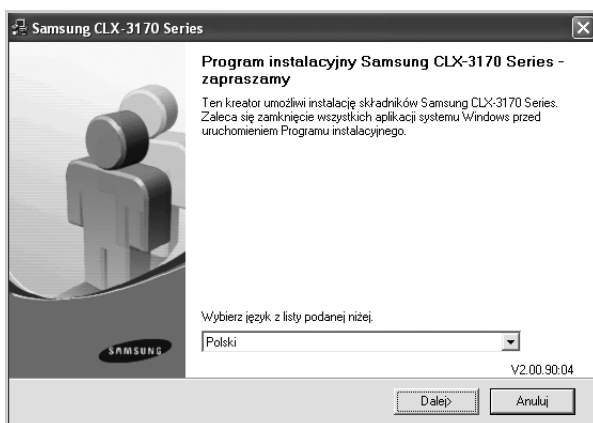 Samsung CLX-3170 Series
Program instalacyjny Samsung CLX-3170 Series -
zapraszamy
Ten kreator umożliwi instalację składników Samsung CLX-3170 Series.
Zaleca się zamknięcie wszystkich aplikacji systemu Windows przed
uruchomieniem Programu instalacyjnego.
Wybierz język z listy podanej niżej.
Polski
SAMSUNG
V2.00.90:04
Dalej>
Anuluj